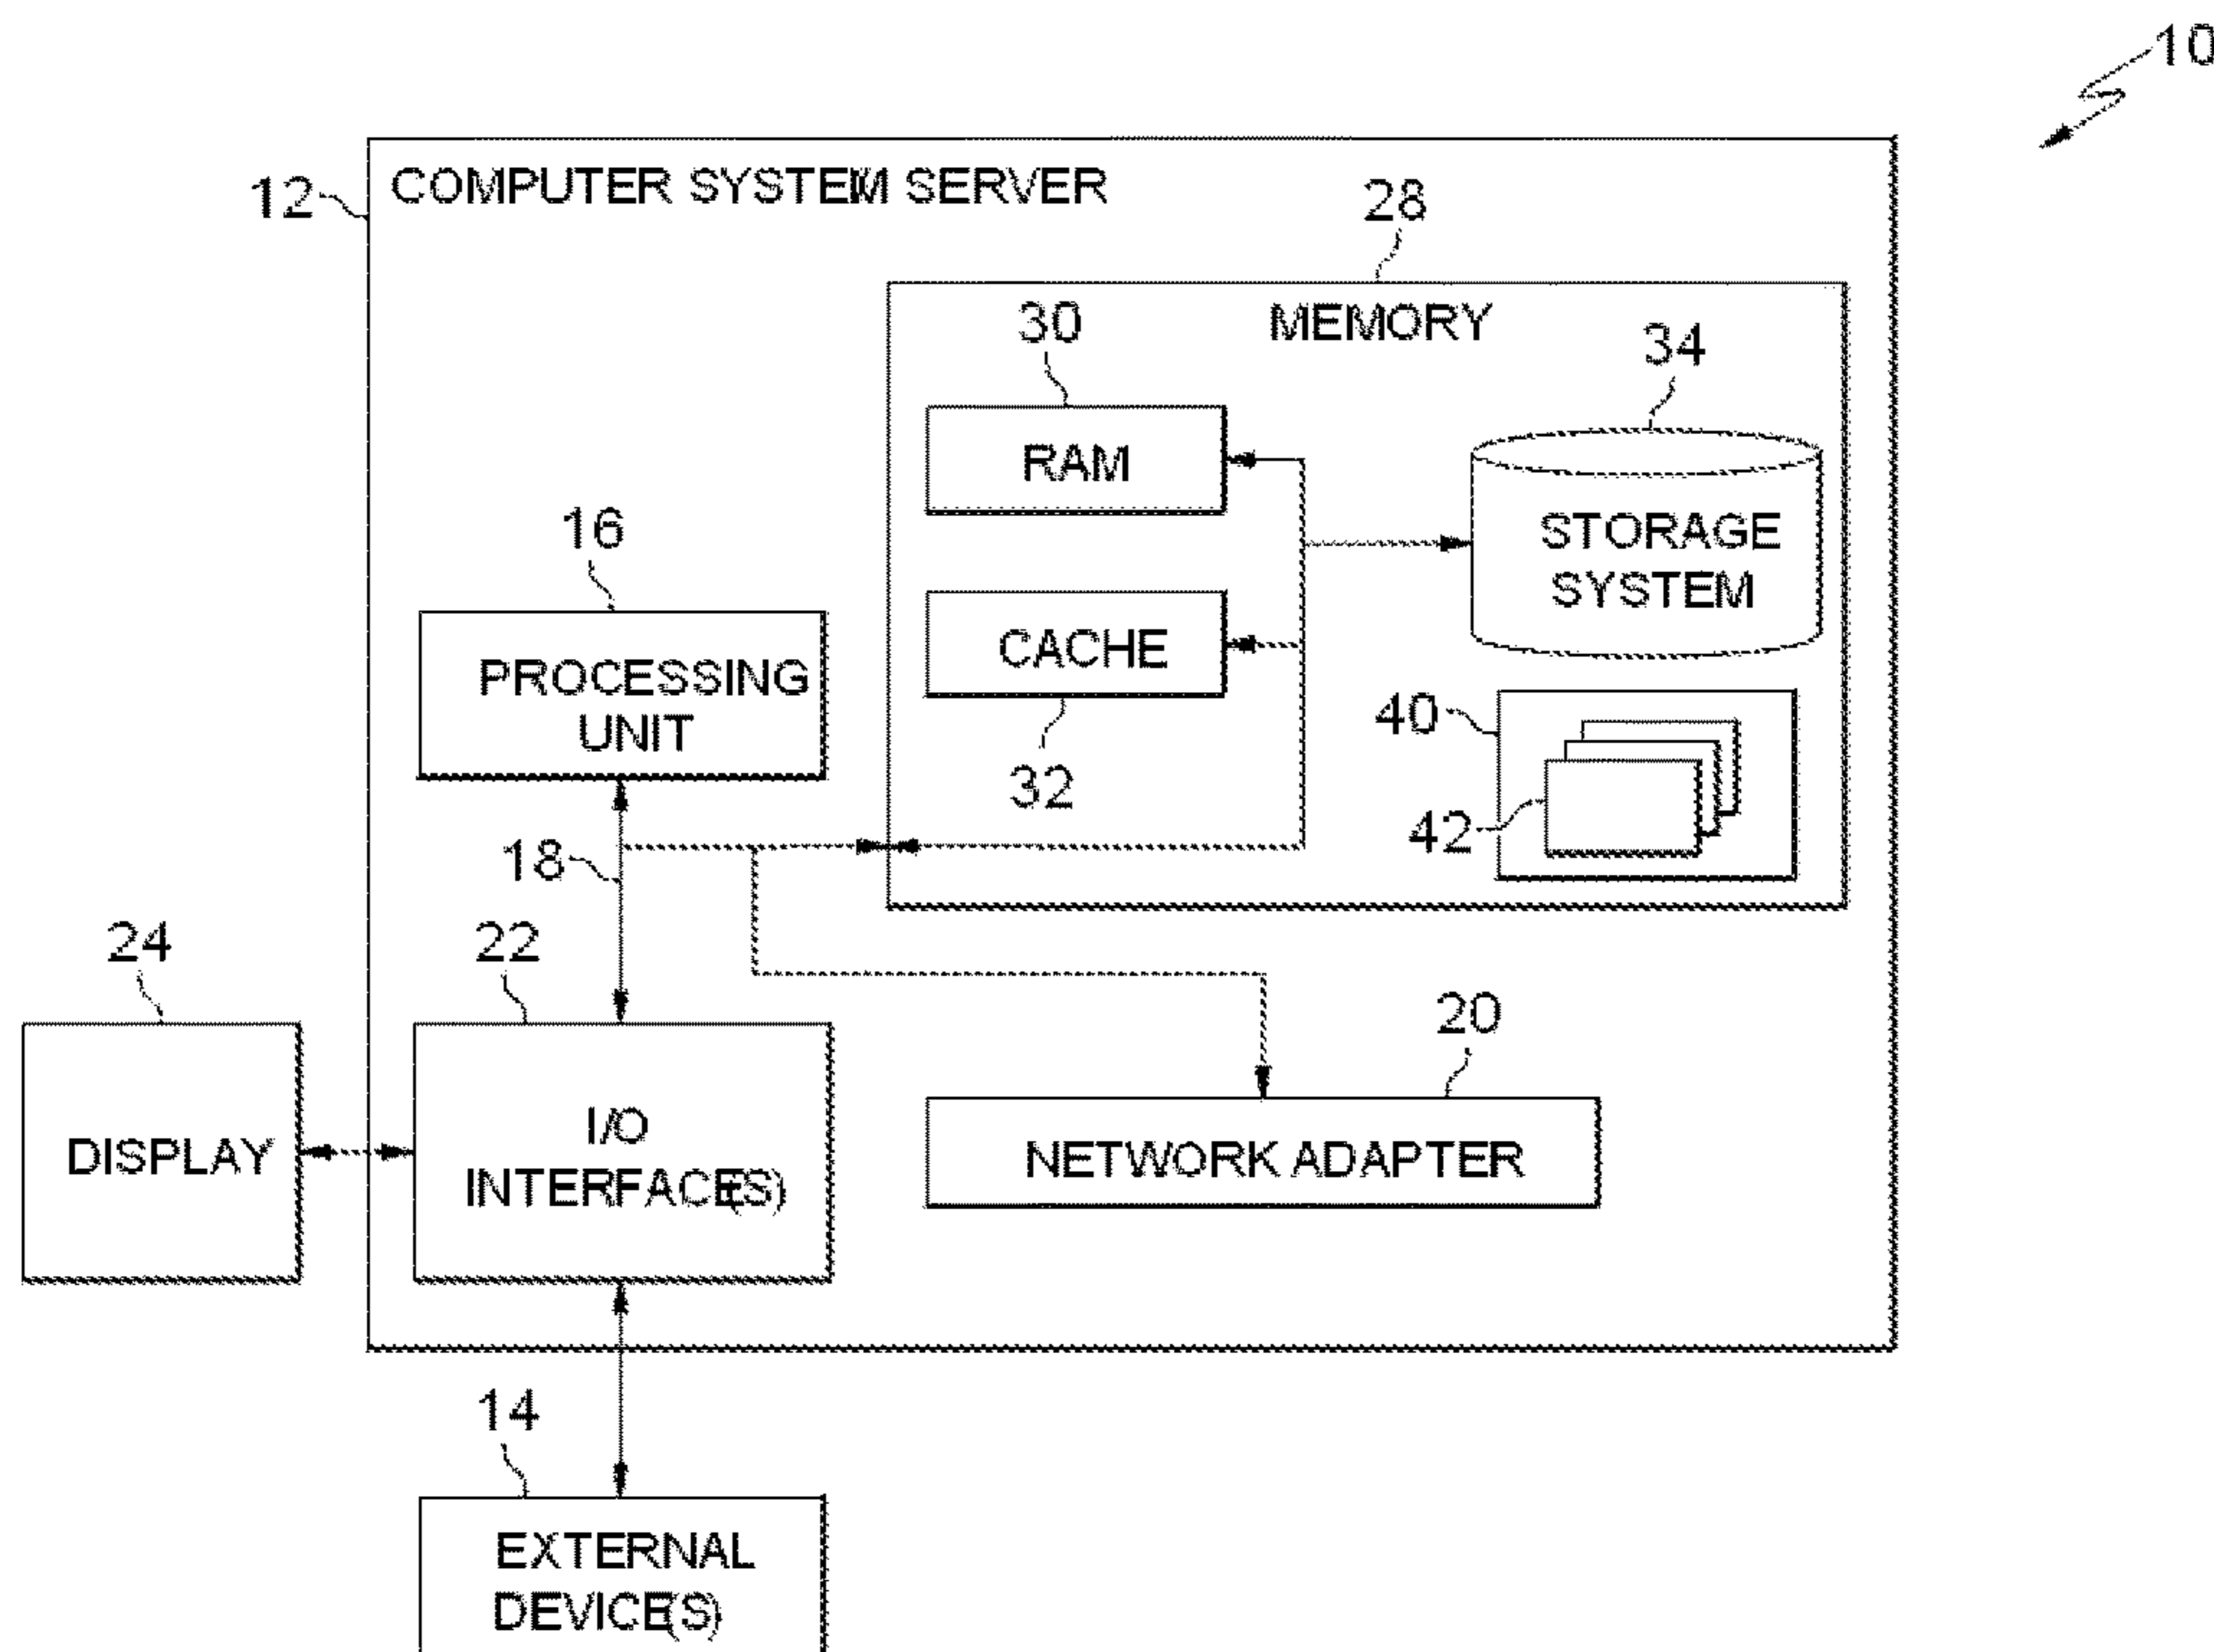 10
12
COMPUTER SYSTEM SERVER
28
MEMORY
30
34
RAM
STORAGE
SYSTEM
16
PROCESSING
UNIT
CACHE
32
40
42
18
24
22
20
DISPLAY
I/O
INTERFACE(S)
NETWORK ADAPTER
14
EXTERNAL
DEVICE(S)